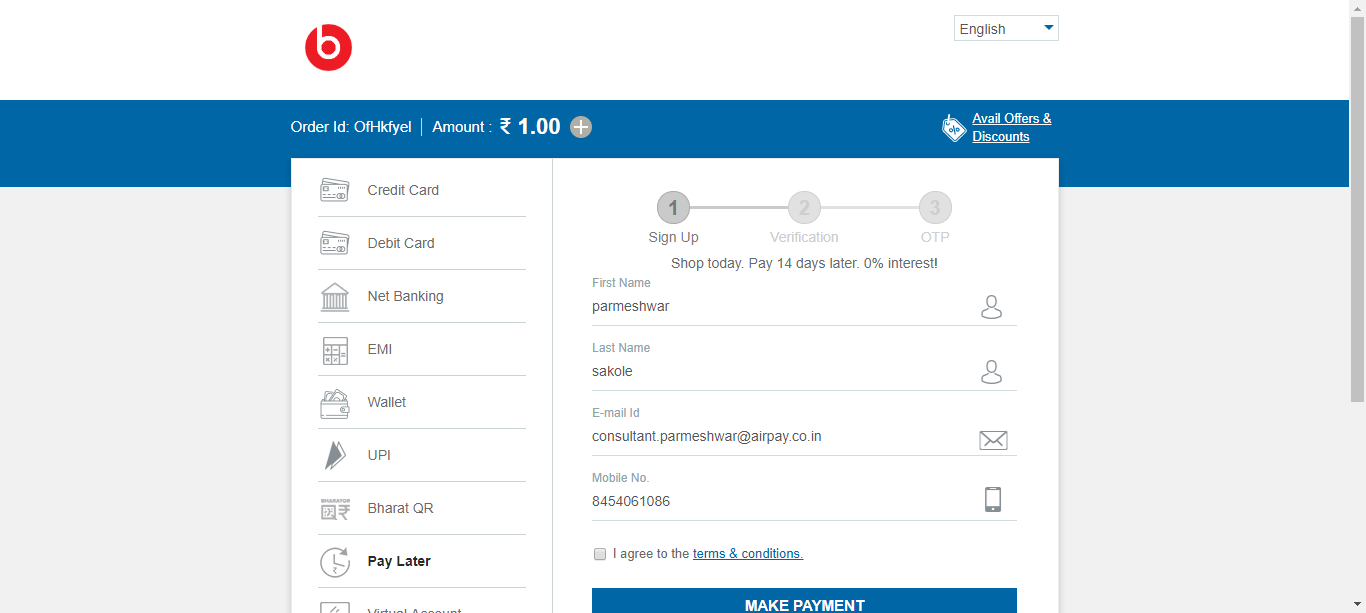 b
English
Order Id: OfHkfyel
Amount : ₹ 1.00
Avail Offers &
Discounts
Credit Card
Debit Card
Net Banking
EMI
Wallet
UPI
Bharat QR
Pay Later
Virtual Account
1
2
3
Sign Up
Verification
OTP
Shop today. Pay 14 days later. 0% interest!
First Name
parmeshwar
Last Name
sakole
E-mail Id
consultant.parmeshwar@airpay.co.in
Mobile No.
8454061086
I agree to the terms & conditions.
MAKE PAYMENT